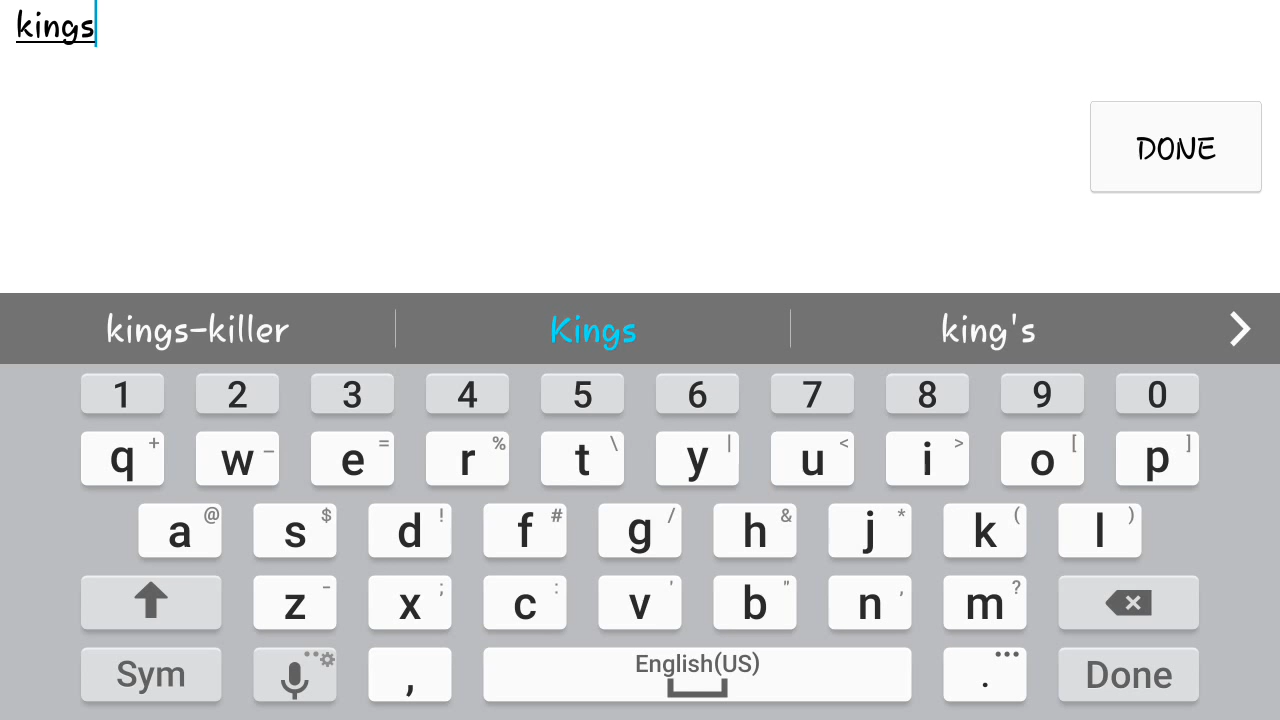 kings
DONE
kings-killer Kings king's
1 2 3 4 5 6 7 8 9 0
q + w _ e = r % t \ y | u < i > o [ p ]
a @ s $ d ! f # g / h & j * k ( l )
z - x ; c : v ' b " n , m ?
Sym , English(US) . ... Done